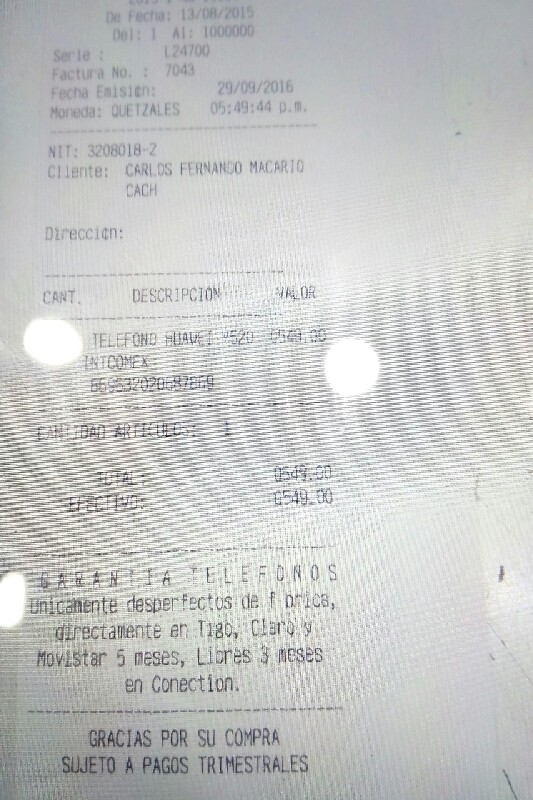 De Fecha: 13/08/2015
Del: 1 Al: 1000000
Serie : L24700
Factura No. : 7043
Fecha Emision: 29/09/2016
Moneda: QUETZALES 05:49:44 p.m.
NIT: 3208018-2
Cliente: CARLOS FERNANDO MACARIO
CACH
Direccion:
CANT. DESCRIPCION VALOR
TELEFONO HUAWEI Y520 Q549.00
INTCOMEX
CANTIDAD ARTICULOS: 1
TOTAL: Q549.00
EFECTIVO: Q549.00
GARANTIA TELEFONOS
Unicamente desperfectos de f brica,
directamente en Tigo, Claro y
Movistar 5 meses, Libres 3 meses
en Conection.
GRACIAS POR SU COMPRA
SUJETO A PAGOS TRIMESTRALES